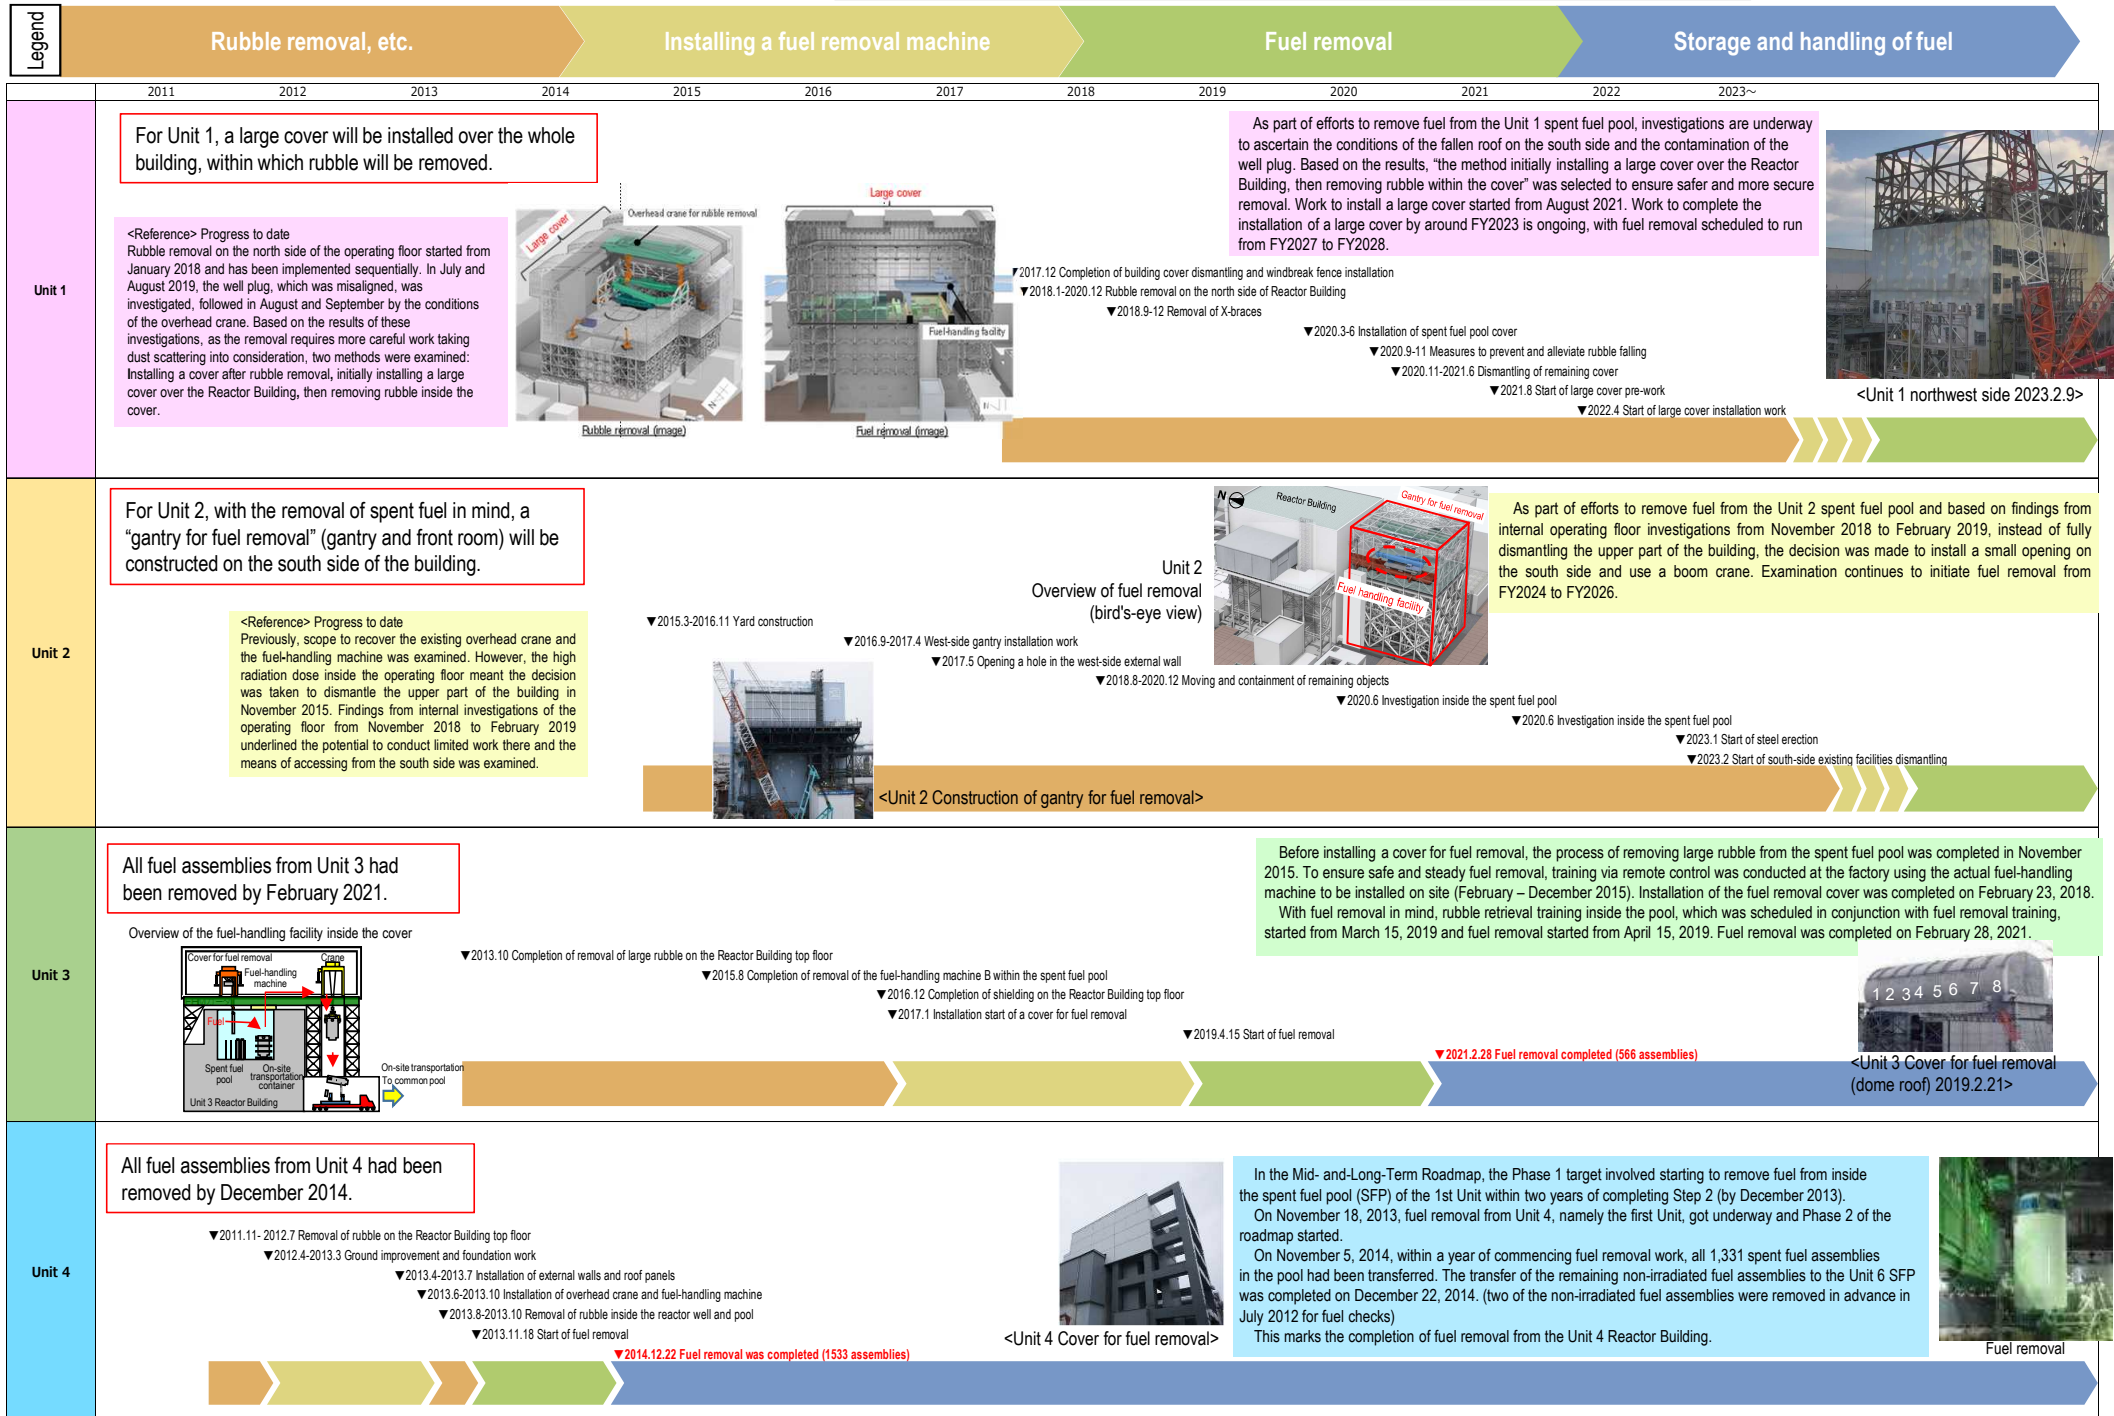 Legend
Rubble removal, etc.
Installing a fuel removal machine
Fuel removal
Storage and handling of fuel
2011
2012
2013
2014
2015
2016
2017
2018
2019
2020
2021
2022
2023～
Unit 1
For Unit 1, a large cover will be installed over the whole
building, within which rubble will be removed.
<Reference> Progress to date
Rubble removal on the north side of the operating floor started from
January 2018 and has been implemented sequentially. In July and
August 2019, the well plug, which was misaligned, was
investigated, followed in August and September by the conditions
of the overhead crane. Based on the results of these
investigations, as the removal requires more careful work taking
dust scattering into consideration, two methods were examined:
Installing a cover after rubble removal, initially installing a large
cover over the Reactor Building, then removing rubble inside the
cover.
Large cover
Overhead crane for rubble removal
N
Rubble removal (image)
Large cover
Fuel-handling facility
Fuel removal (image)
As part of efforts to remove fuel from the Unit 1 spent fuel pool, investigations are underway
to ascertain the conditions of the fallen roof on the south side and the contamination of the
well plug. Based on the results, “the method initially installing a large cover over the Reactor
Building, then removing rubble within the cover” was selected to ensure safer and more secure
removal. Work to install a large cover started from August 2021. Work to complete the
installation of a large cover by around FY2023 is ongoing, with fuel removal scheduled to run
from FY2027 to FY2028.
▼2017.12 Completion of building cover dismantling and windbreak fence installation
▼2018.1-2020.12 Rubble removal on the north side of Reactor Building
▼2018.9-12 Removal of X-braces
▼2020.3-6 Installation of spent fuel pool cover
▼2020.9-11 Measures to prevent and alleviate rubble falling
▼2020.11-2021.6 Dismantling of remaining cover
▼2021.8 Start of large cover pre-work
▼2022.4 Start of large cover installation work
<Unit 1 northwest side 2023.2.9>
Unit 2
For Unit 2, with the removal of spent fuel in mind, a
“gantry for fuel removal” (gantry and front room) will be
constructed on the south side of the building.
<Reference> Progress to date
Previously, scope to recover the existing overhead crane and
the fuel-handling machine was examined. However, the high
radiation dose inside the operating floor meant the decision
was taken to dismantle the upper part of the building in
November 2015. Findings from internal investigations of the
operating floor from November 2018 to February 2019
underlined the potential to conduct limited work there and the
means of accessing from the south side was examined.
Unit 2
Overview of fuel removal
(bird's-eye view)
N
Reactor Building
Gantry for fuel removal
Fuel handling facility
As part of efforts to remove fuel from the Unit 2 spent fuel pool and based on findings from
internal operating floor investigations from November 2018 to February 2019, instead of fully
dismantling the upper part of the building, the decision was made to install a small opening on
the south side and use a boom crane. Examination continues to initiate fuel removal from
FY2024 to FY2026.
▼2015.3-2016.11 Yard construction
▼2016.9-2017.4 West-side gantry installation work
▼2017.5 Opening a hole in the west-side external wall
▼2018.8-2020.12 Moving and containment of remaining objects
▼2020.6 Investigation inside the spent fuel pool
▼2020.6 Investigation inside the spent fuel pool
▼2023.1 Start of steel erection
▼2023.2 Start of south-side existing facilities dismantling
<Unit 2 Construction of gantry for fuel removal>
Unit 3
All fuel assemblies from Unit 3 had
been removed by February 2021.
Overview of the fuel-handling facility inside the cover
Cover for fuel removal
Crane
Fuel-handling
machine
Fuel
Spent fuel
pool
On-site
transportation
container
Unit 3 Reactor Building
On-site transportation
To common pool
Before installing a cover for fuel removal, the process of removing large rubble from the spent fuel pool was completed in November
2015. To ensure safe and steady fuel removal, training via remote control was conducted at the factory using the actual fuel-handling
machine to be installed on site (February – December 2015). Installation of the fuel removal cover was completed on February 23, 2018.
With fuel removal in mind, rubble retrieval training inside the pool, which was scheduled in conjunction with fuel removal training,
started from March 15, 2019 and fuel removal started from April 15, 2019. Fuel removal was completed on February 28, 2021.
▼2013.10 Completion of removal of large rubble on the Reactor Building top floor
▼2015.8 Completion of removal of the fuel-handling machine B within the spent fuel pool
▼2016.12 Completion of shielding on the Reactor Building top floor
▼2017.1 Installation start of a cover for fuel removal
▼2019.4.15 Start of fuel removal
▼2021.2.28 Fuel removal completed (566 assemblies)
1 2 3 4 5 6 7 8
<Unit 3 Cover for fuel removal
(dome roof) 2019.2.21>
Unit 4
All fuel assemblies from Unit 4 had been
removed by December 2014.
▼2011.11- 2012.7 Removal of rubble on the Reactor Building top floor
▼2012.4-2013.3 Ground improvement and foundation work
▼2013.4-2013.7 Installation of external walls and roof panels
▼2013.6-2013.10 Installation of overhead crane and fuel-handling machine
▼2013.8-2013.10 Removal of rubble inside the reactor well and pool
▼2013.11.18 Start of fuel removal
▼2014.12.22 Fuel removal was completed (1533 assemblies)
<Unit 4 Cover for fuel removal>
In the Mid- and-Long-Term Roadmap, the Phase 1 target involved starting to remove fuel from inside
the spent fuel pool (SFP) of the 1st Unit within two years of completing Step 2 (by December 2013).
On November 18, 2013, fuel removal from Unit 4, namely the first Unit, got underway and Phase 2 of the
roadmap started.
On November 5, 2014, within a year of commencing fuel removal work, all 1,331 spent fuel assemblies
in the pool had been transferred. The transfer of the remaining non-irradiated fuel assemblies to the Unit 6 SFP
was completed on December 22, 2014. (two of the non-irradiated fuel assemblies were removed in advance in
July 2012 for fuel checks)
This marks the completion of fuel removal from the Unit 4 Reactor Building.
Fuel removal